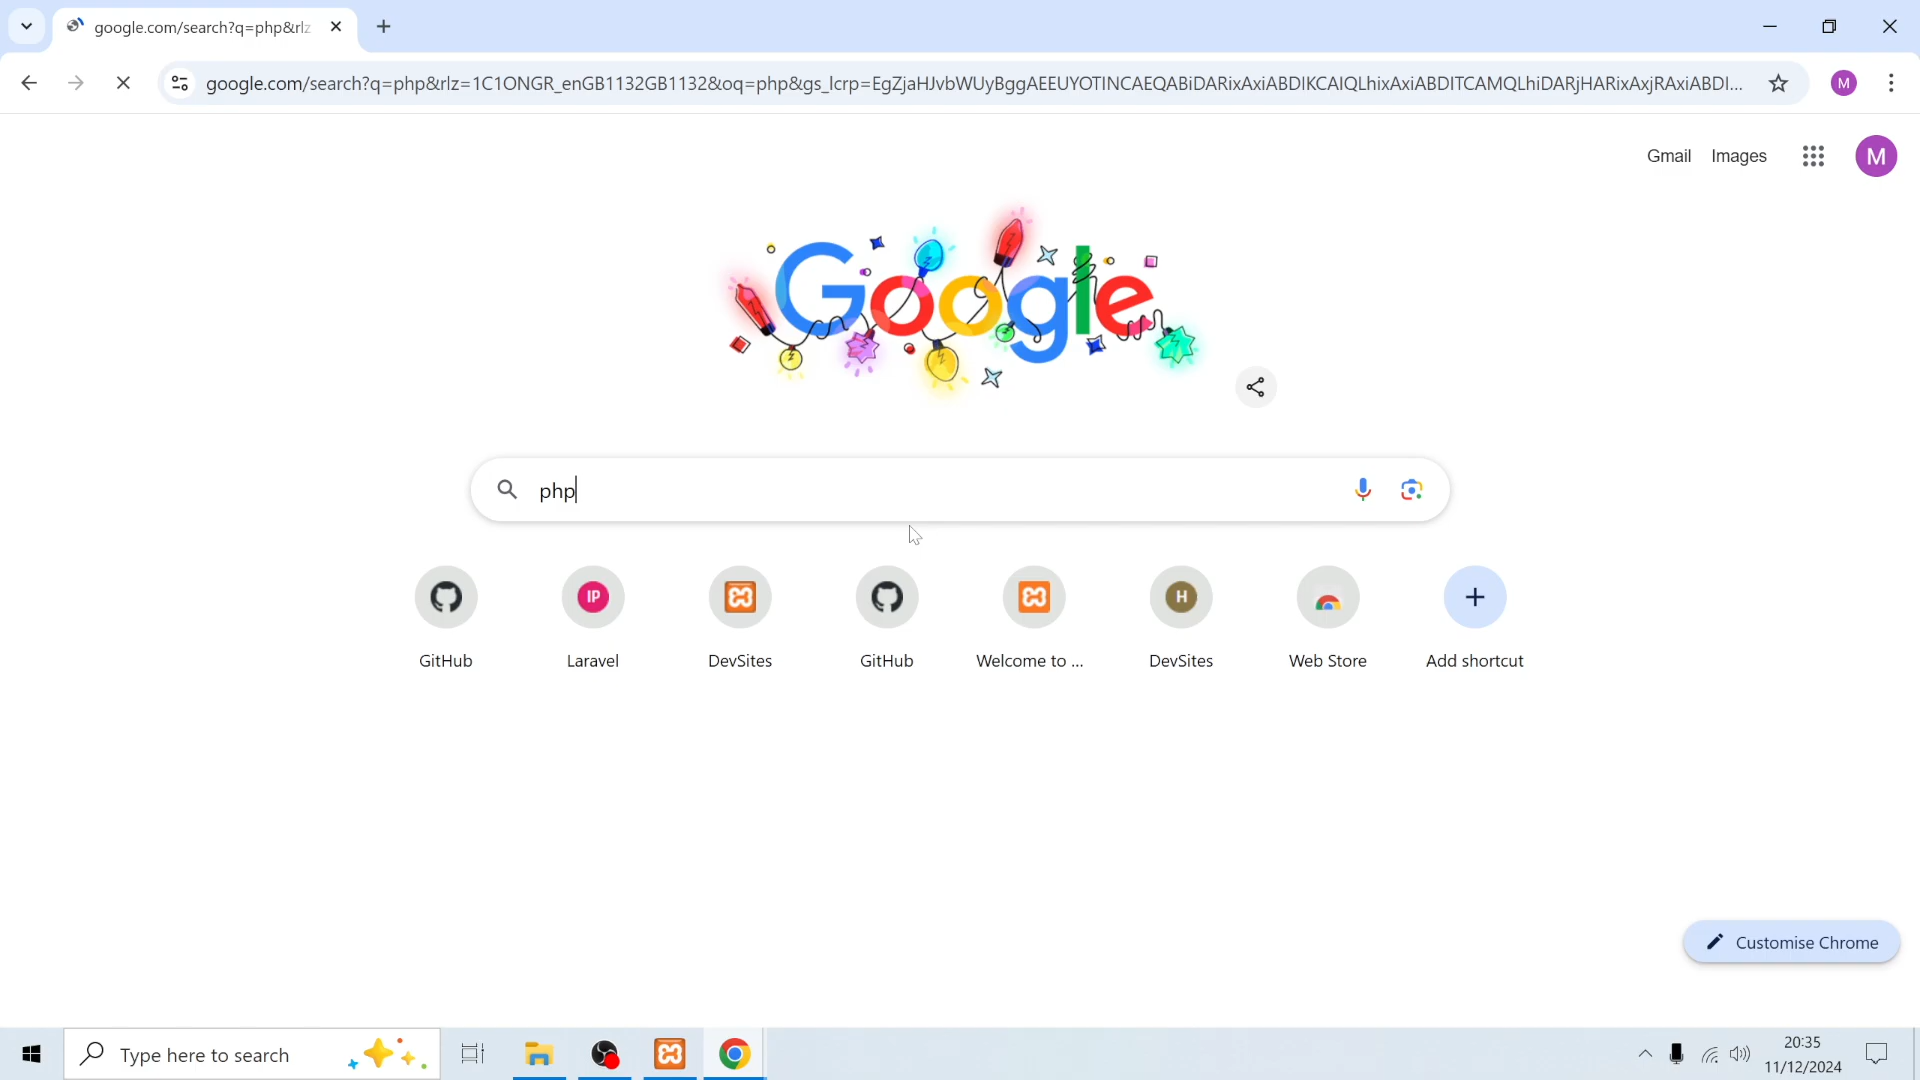 google.com/search?q=php&rlz
google.com/search?q=php&rlz=1C1ONGR_enGB1132GB1132&oq=php&gs_lcrp=EgZjaHJvbWUyBggAEEUYOTINCAEQABiDARixAxiABDIKCAIQLhixAxiABDITCAMQLhiDARjHARixAxjRAxiABDI...
M
Gmail Images M
Google
php
IP H
GitHub Laravel DevSites GitHub Welcome to ... DevSites Web Store Add shortcut
Customise Chrome
Type here to search
20:35
11/12/2024